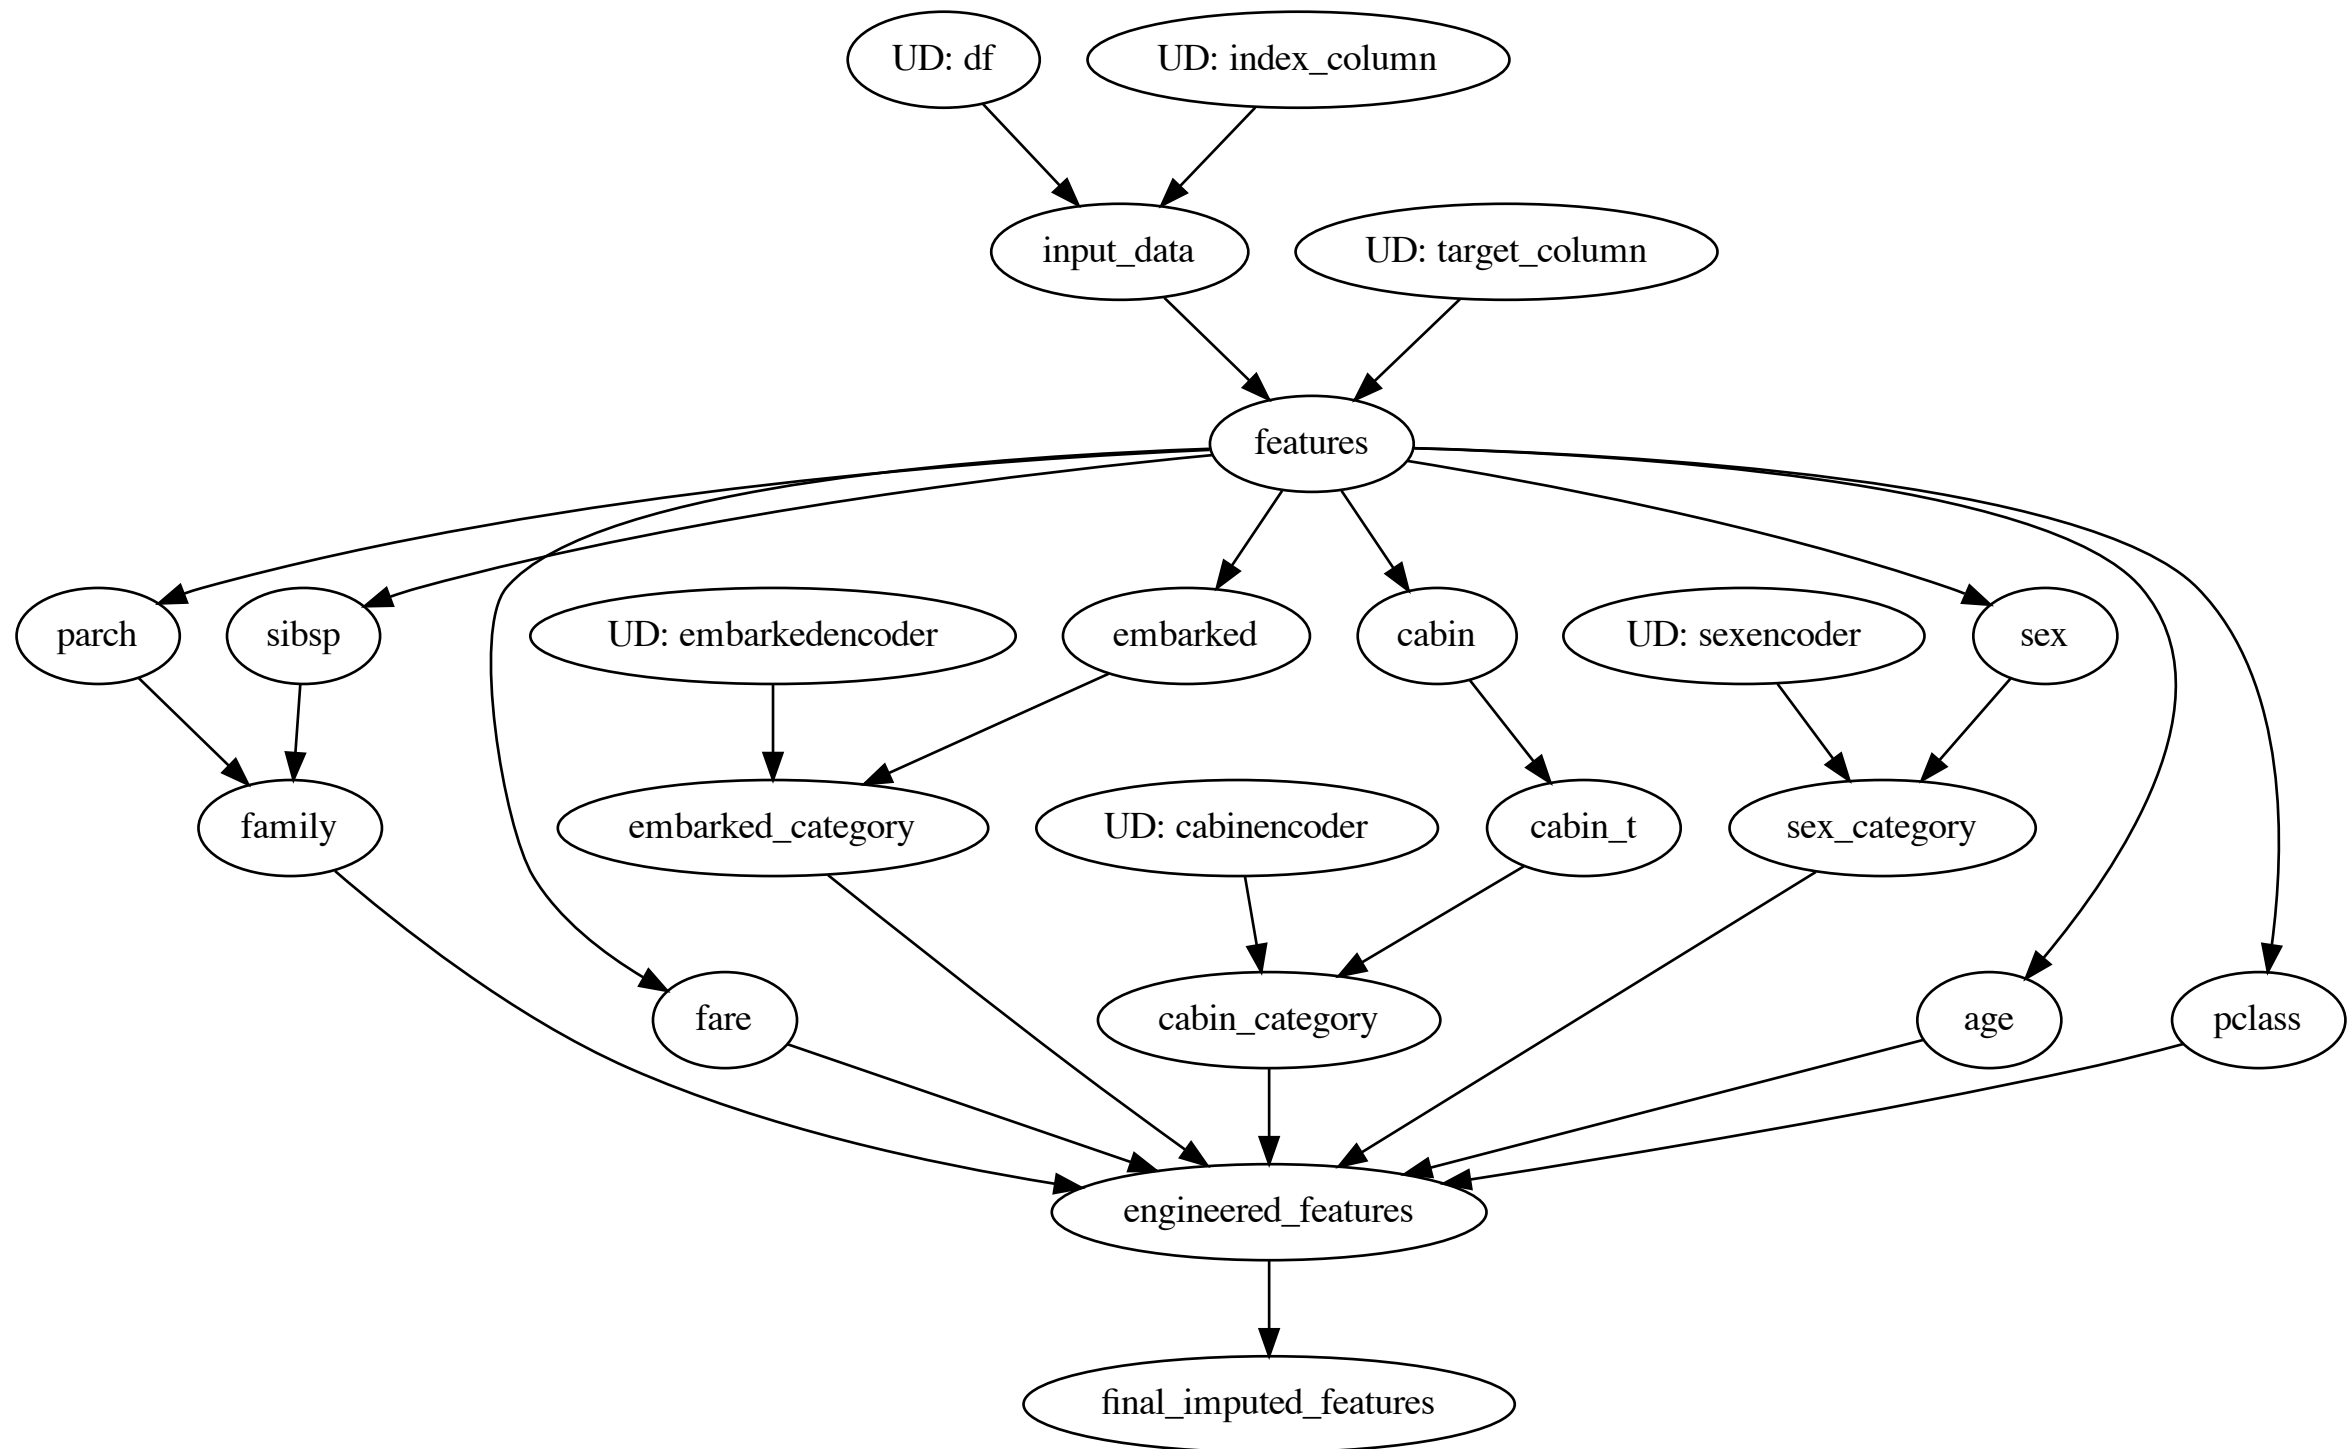 UD: df
UD: index_column
input_data
UD: target_column
features
parch
sibsp
UD: embarkedencoder
embarked
cabin
UD: sexencoder
sex
family
embarked_category
UD: cabinencoder
cabin_t
sex_category
fare
cabin_category
age
pclass
engineered_features
final_imputed_features